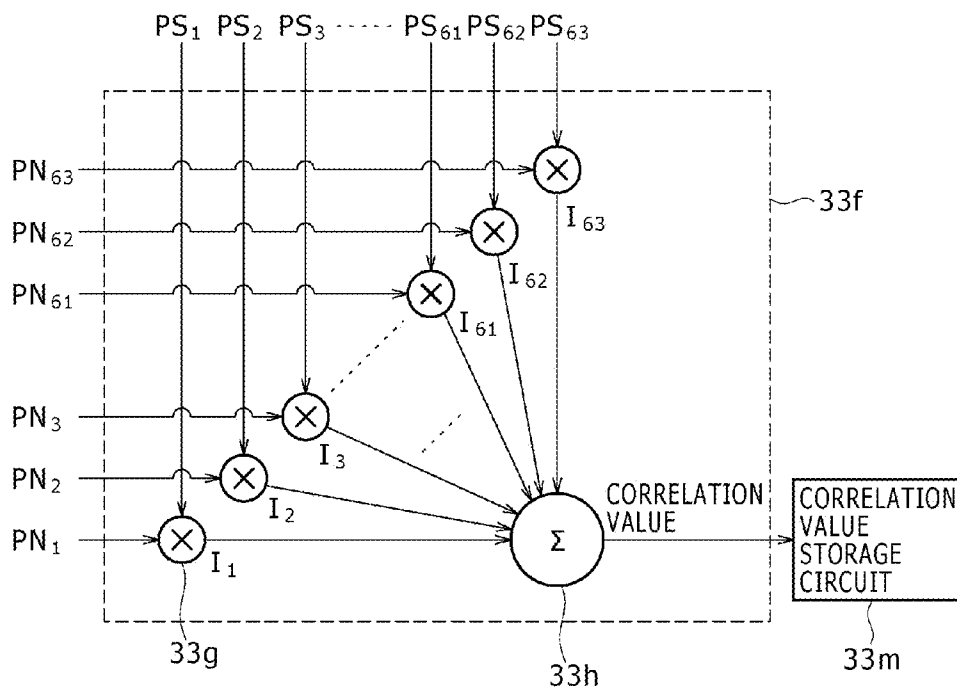 PS₁ PS₂ PS₃ PS₆₁ PS₆₂ PS₆₃
PN₆₃
I₆₃
33f
PN₆₂
I₆₂
PN₆₁
I₆₁
PN₃
I₃
PN₂
I₂
PN₁
I₁
Σ
CORRELATION
VALUE
CORRELATION
VALUE
STORAGE
CIRCUIT
33g
33h
33m